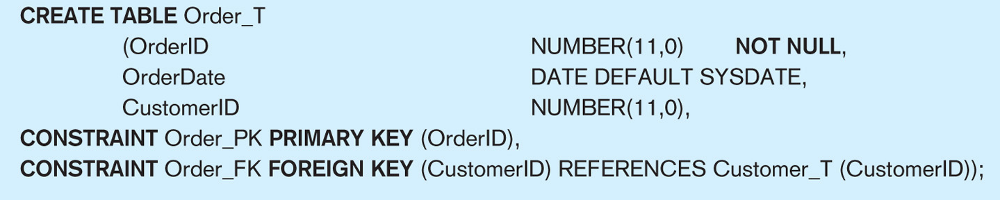 CREATE TABLE Order_T
(OrderID NUMBER(11,0) NOT NULL,
OrderDate DATE DEFAULT SYSDATE,
CustomerID NUMBER(11,0),
CONSTRAINT Order_PK PRIMARY KEY (OrderID),
CONSTRAINT Order_FK FOREIGN KEY (CustomerID) REFERENCES Customer_T (CustomerID));